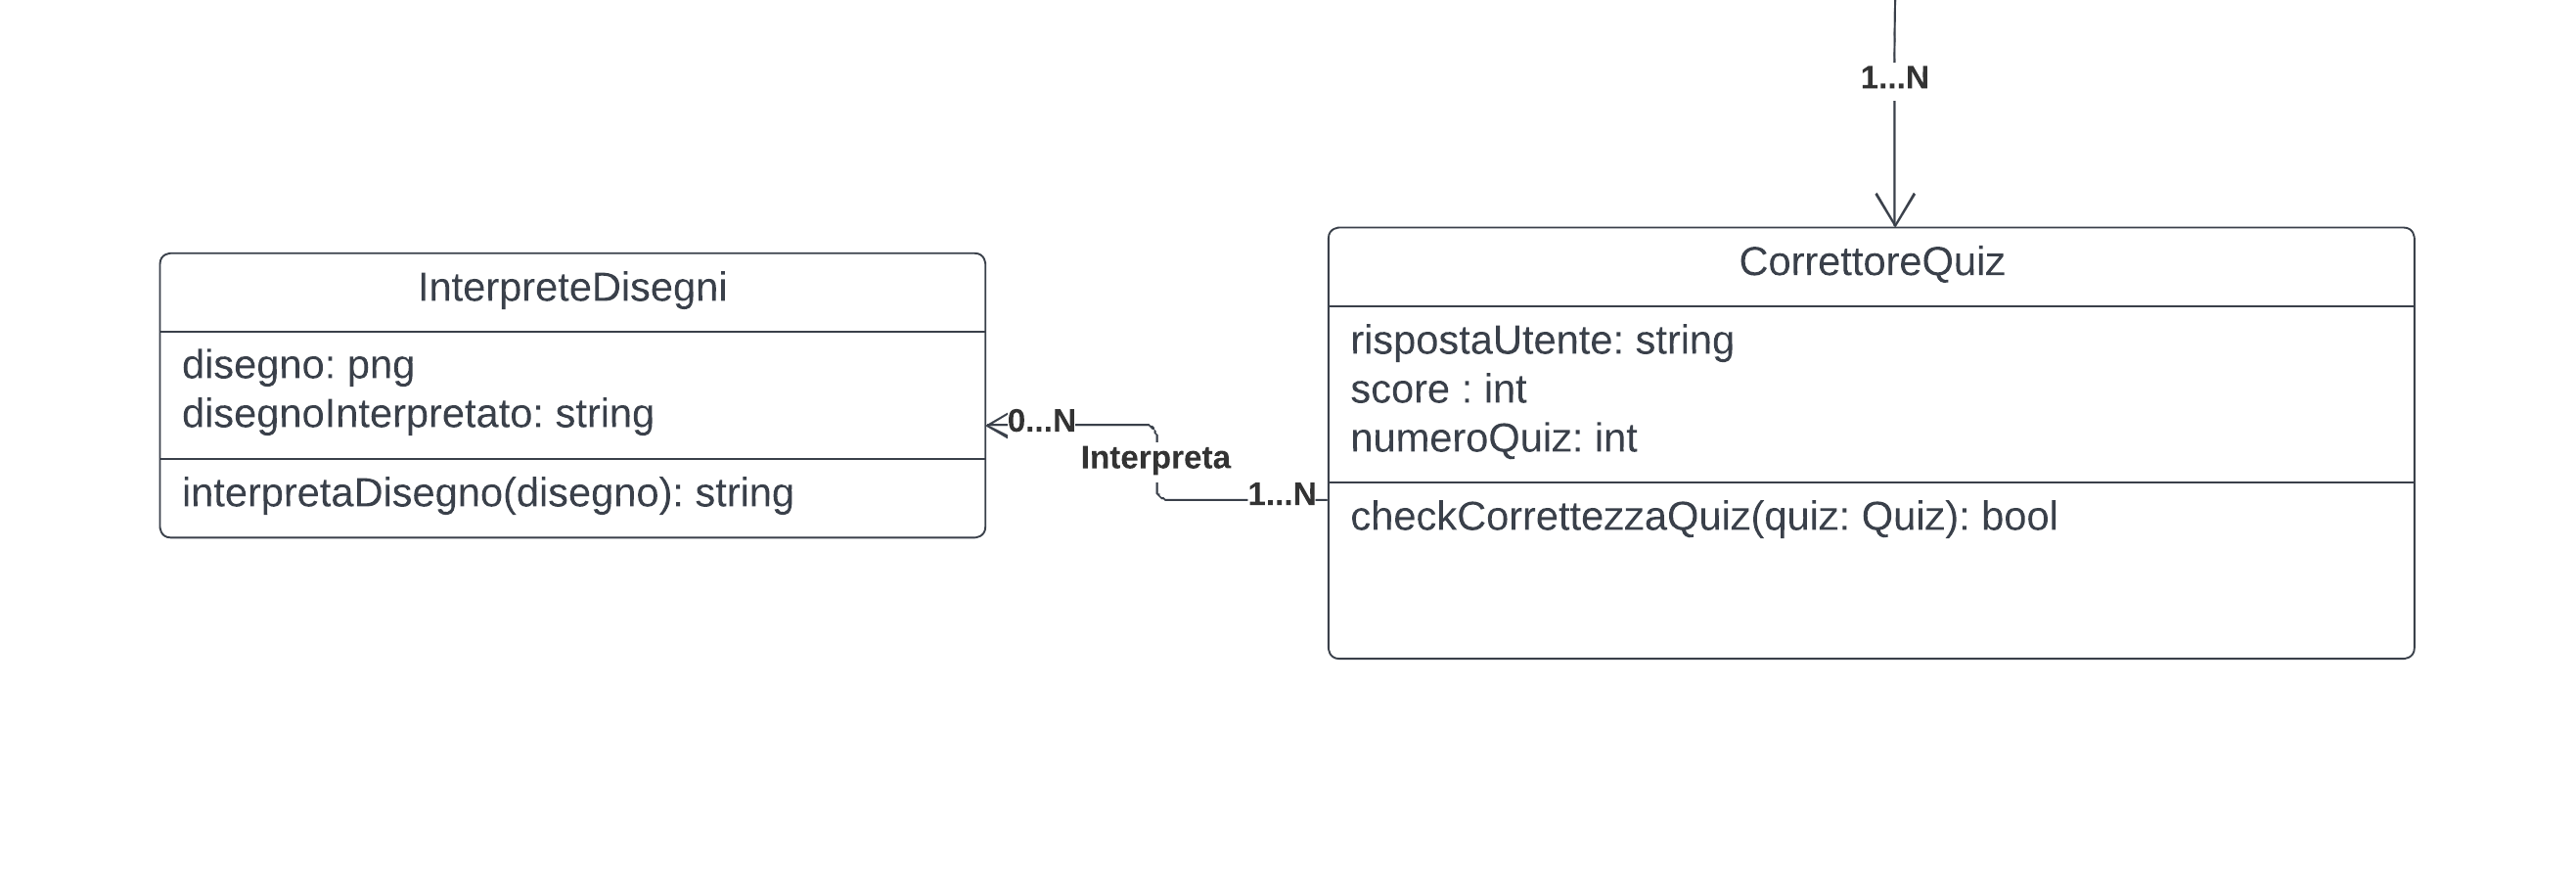 1...N
InterpreteDisegni
disegno: png
disegnoInterpretato: string
interpretaDisegno(disegno): string
0...N
Interpreta
1...N
CorrettoreQuiz
rispostaUtente: string
score : int
numeroQuiz: int
checkCorrettezzaQuiz(quiz: Quiz): bool